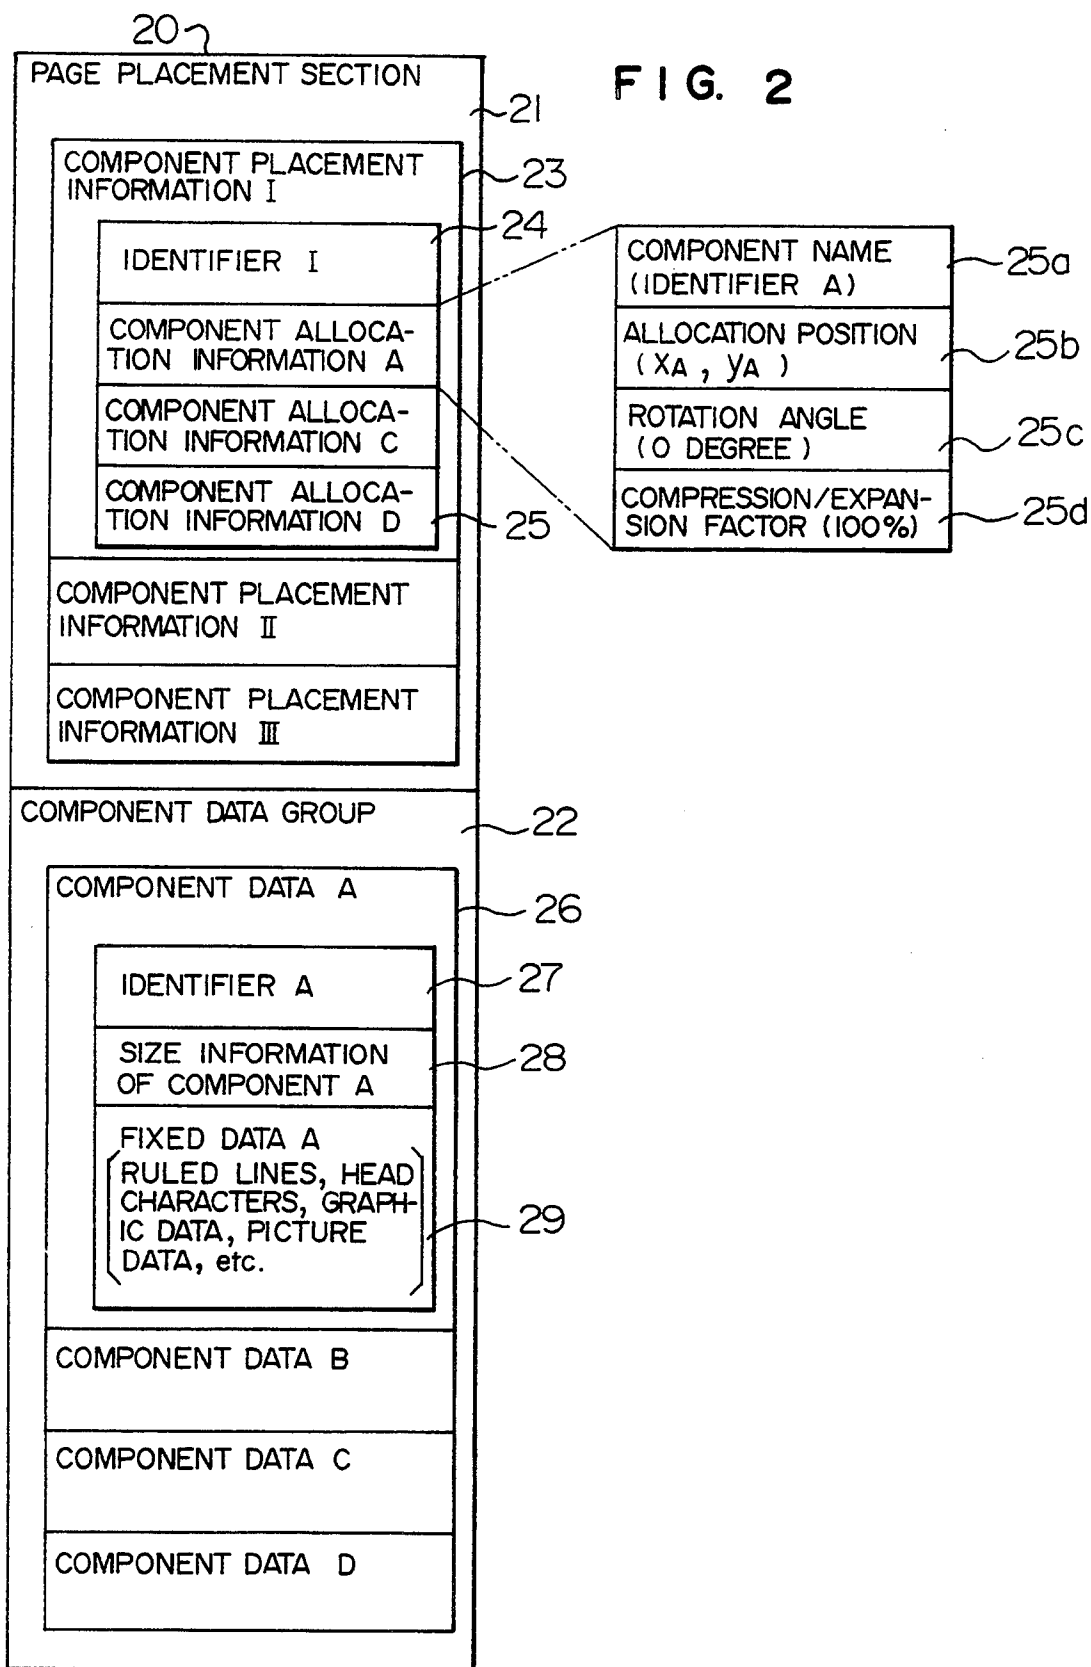 20
PAGE PLACEMENT SECTION
FIG. 2
21
COMPONENT PLACEMENT
INFORMATION I
23
24
IDENTIFIER I
COMPONENT ALLOCA-
TION INFORMATION A
COMPONENT ALLOCA-
TION INFORMATION C
COMPONENT ALLOCA-
TION INFORMATION D
25
COMPONENT NAME
(IDENTIFIER A)
25a
ALLOCATION POSITION
(XA, yA)
25b
ROTATION ANGLE
(0 DEGREE)
25c
COMPRESSION/EXPAN-
SION FACTOR (100%)
25d
COMPONENT PLACEMENT
INFORMATION II
COMPONENT PLACEMENT
INFORMATION III
COMPONENT DATA GROUP
22
COMPONENT DATA A
26
IDENTIFIER A
27
SIZE INFORMATION
OF COMPONENT A
28
FIXED DATA A
(RULED LINES, HEAD
CHARACTERS, GRAPH-
IC DATA, PICTURE
DATA, etc.)
29
COMPONENT DATA B
COMPONENT DATA C
COMPONENT DATA D